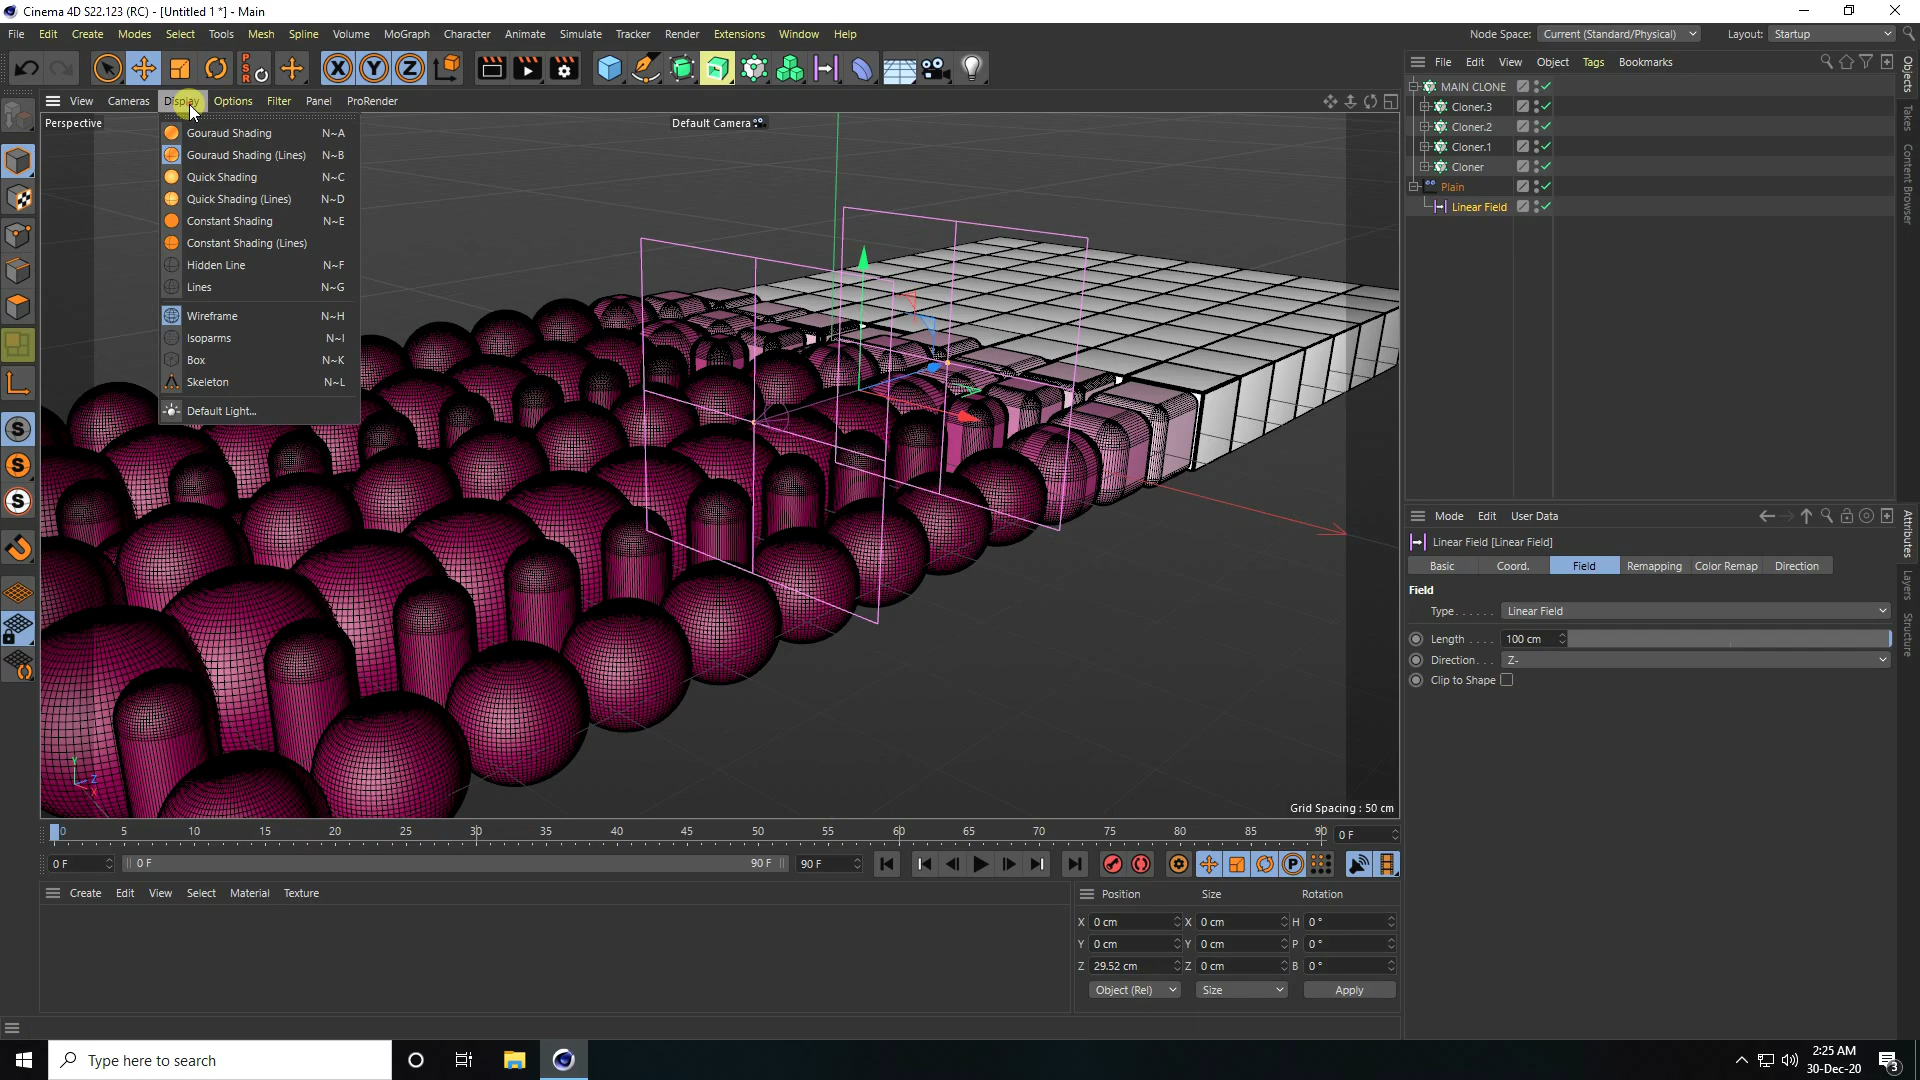 Cinema 4D S22.123 (RC) - [Untitled 1 *] - Main
File Edit Create Modes Select Tools Mesh Spline Volume MoGraph Character Animate Simulate Tracker Render Extensions Window Help
Node Space: Current (Standard/Physical) Layout: Startup
File Edit View Object Tags Bookmarks
View Cameras Display Options Filter Panel ProRender
Perspective
Default Camera
Gouraud Shading N~A
Gouraud Shading (Lines) N~B
Quick Shading N~C
Quick Shading (Lines) N~D
Constant Shading N~E
Constant Shading (Lines)
Hidden Line N~F
Lines N~G
Wireframe N~H
Isoparms N~I
Box N~K
Skeleton N~L
Default Light...
MAIN CLONE
Cloner.3
Cloner.2
Cloner.1
Cloner
Plain
Linear Field
Objects
Takes
Content Browser
Mode Edit User Data
Linear Field [Linear Field]
Basic Coord. Field Remapping Color Remap Direction
Field
Type . . . . . . Linear Field
Length . . . . 100 cm
Direction. . . Z-
Clip to Shape
Attributes
Layers
Structure
Y
Z
X
Grid Spacing : 50 cm
0 5 10 15 20 25 30 35 40 45 50 55 60 65 70 75 80 85 90 0 F
0 F 0 F 90 F 90 F
P
Create Edit View Select Material Texture
Position Size Rotation
X 0 cm X 0 cm H 0 °
Y 0 cm Y 0 cm P 0 °
Z 29.52 cm Z 0 cm B 0 °
Object (Rel) Size Apply
Type here to search
2:25 AM
30-Dec-20
3